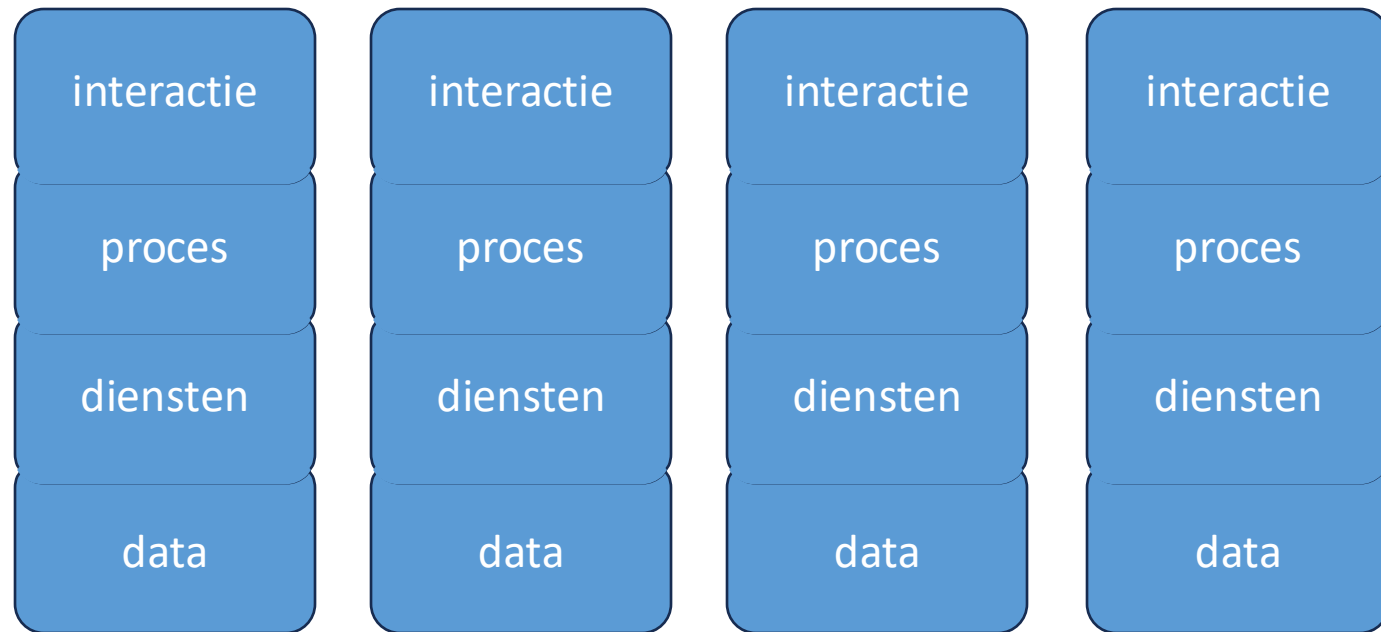 interactie interactie interactie interactie
proces proces proces proces
diensten diensten diensten diensten
data data data data